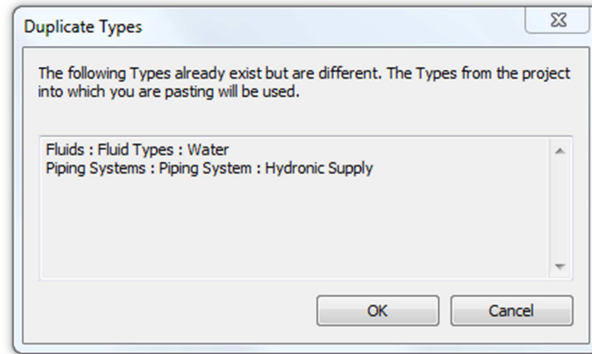 Duplicate Types
The following Types already exist but are different. The Types from the project
into which you are pasting will be used.
Fluids : Fluid Types : Water
Piping Systems : Piping System : Hydronic Supply
OK
Cancel